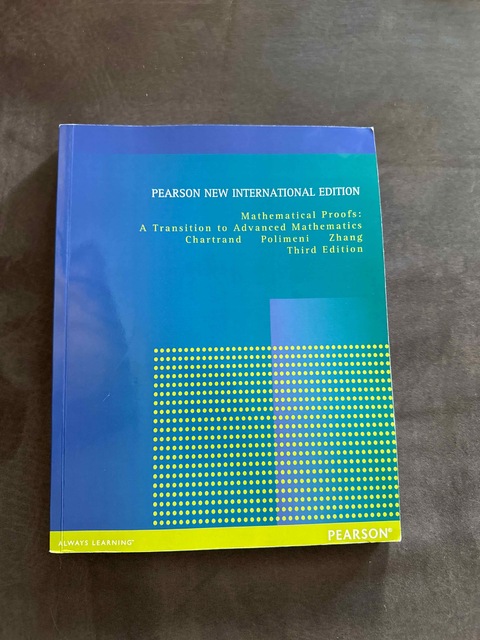 PEARSON NEW INTERNATIONAL EDITION
Mathematical Proofs:
A Transition to Advanced Mathematics
Chartrand Polimeni Zhang
Third Edition
ALWAYS LEARNING
PEARSON®